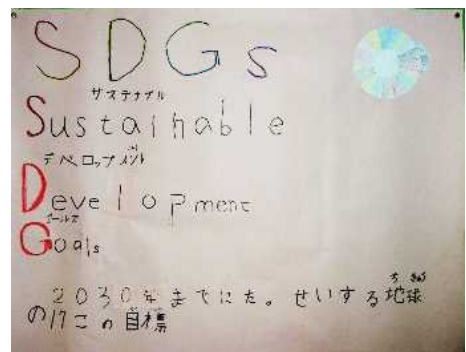 SDGs
サステナブル
Sustainable
デベロップメント
Development
ゴールズ
Goals
ち きゅう
2030年までにた。せいする地球
の17この目標